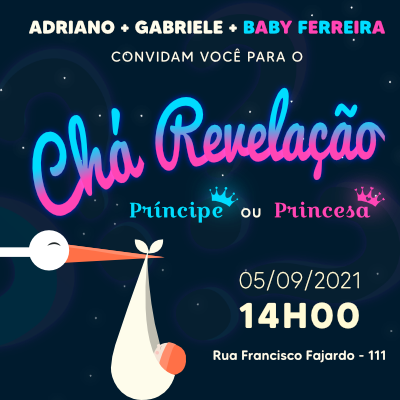 ADRIANO + GABRIELE + BABY FERREIRA
CONVIDAM VOCÊ PARA O
Chá Revelação
Príncipe ou Princesa
05/09/2021
14H00
Rua Francisco Fajardo - 111